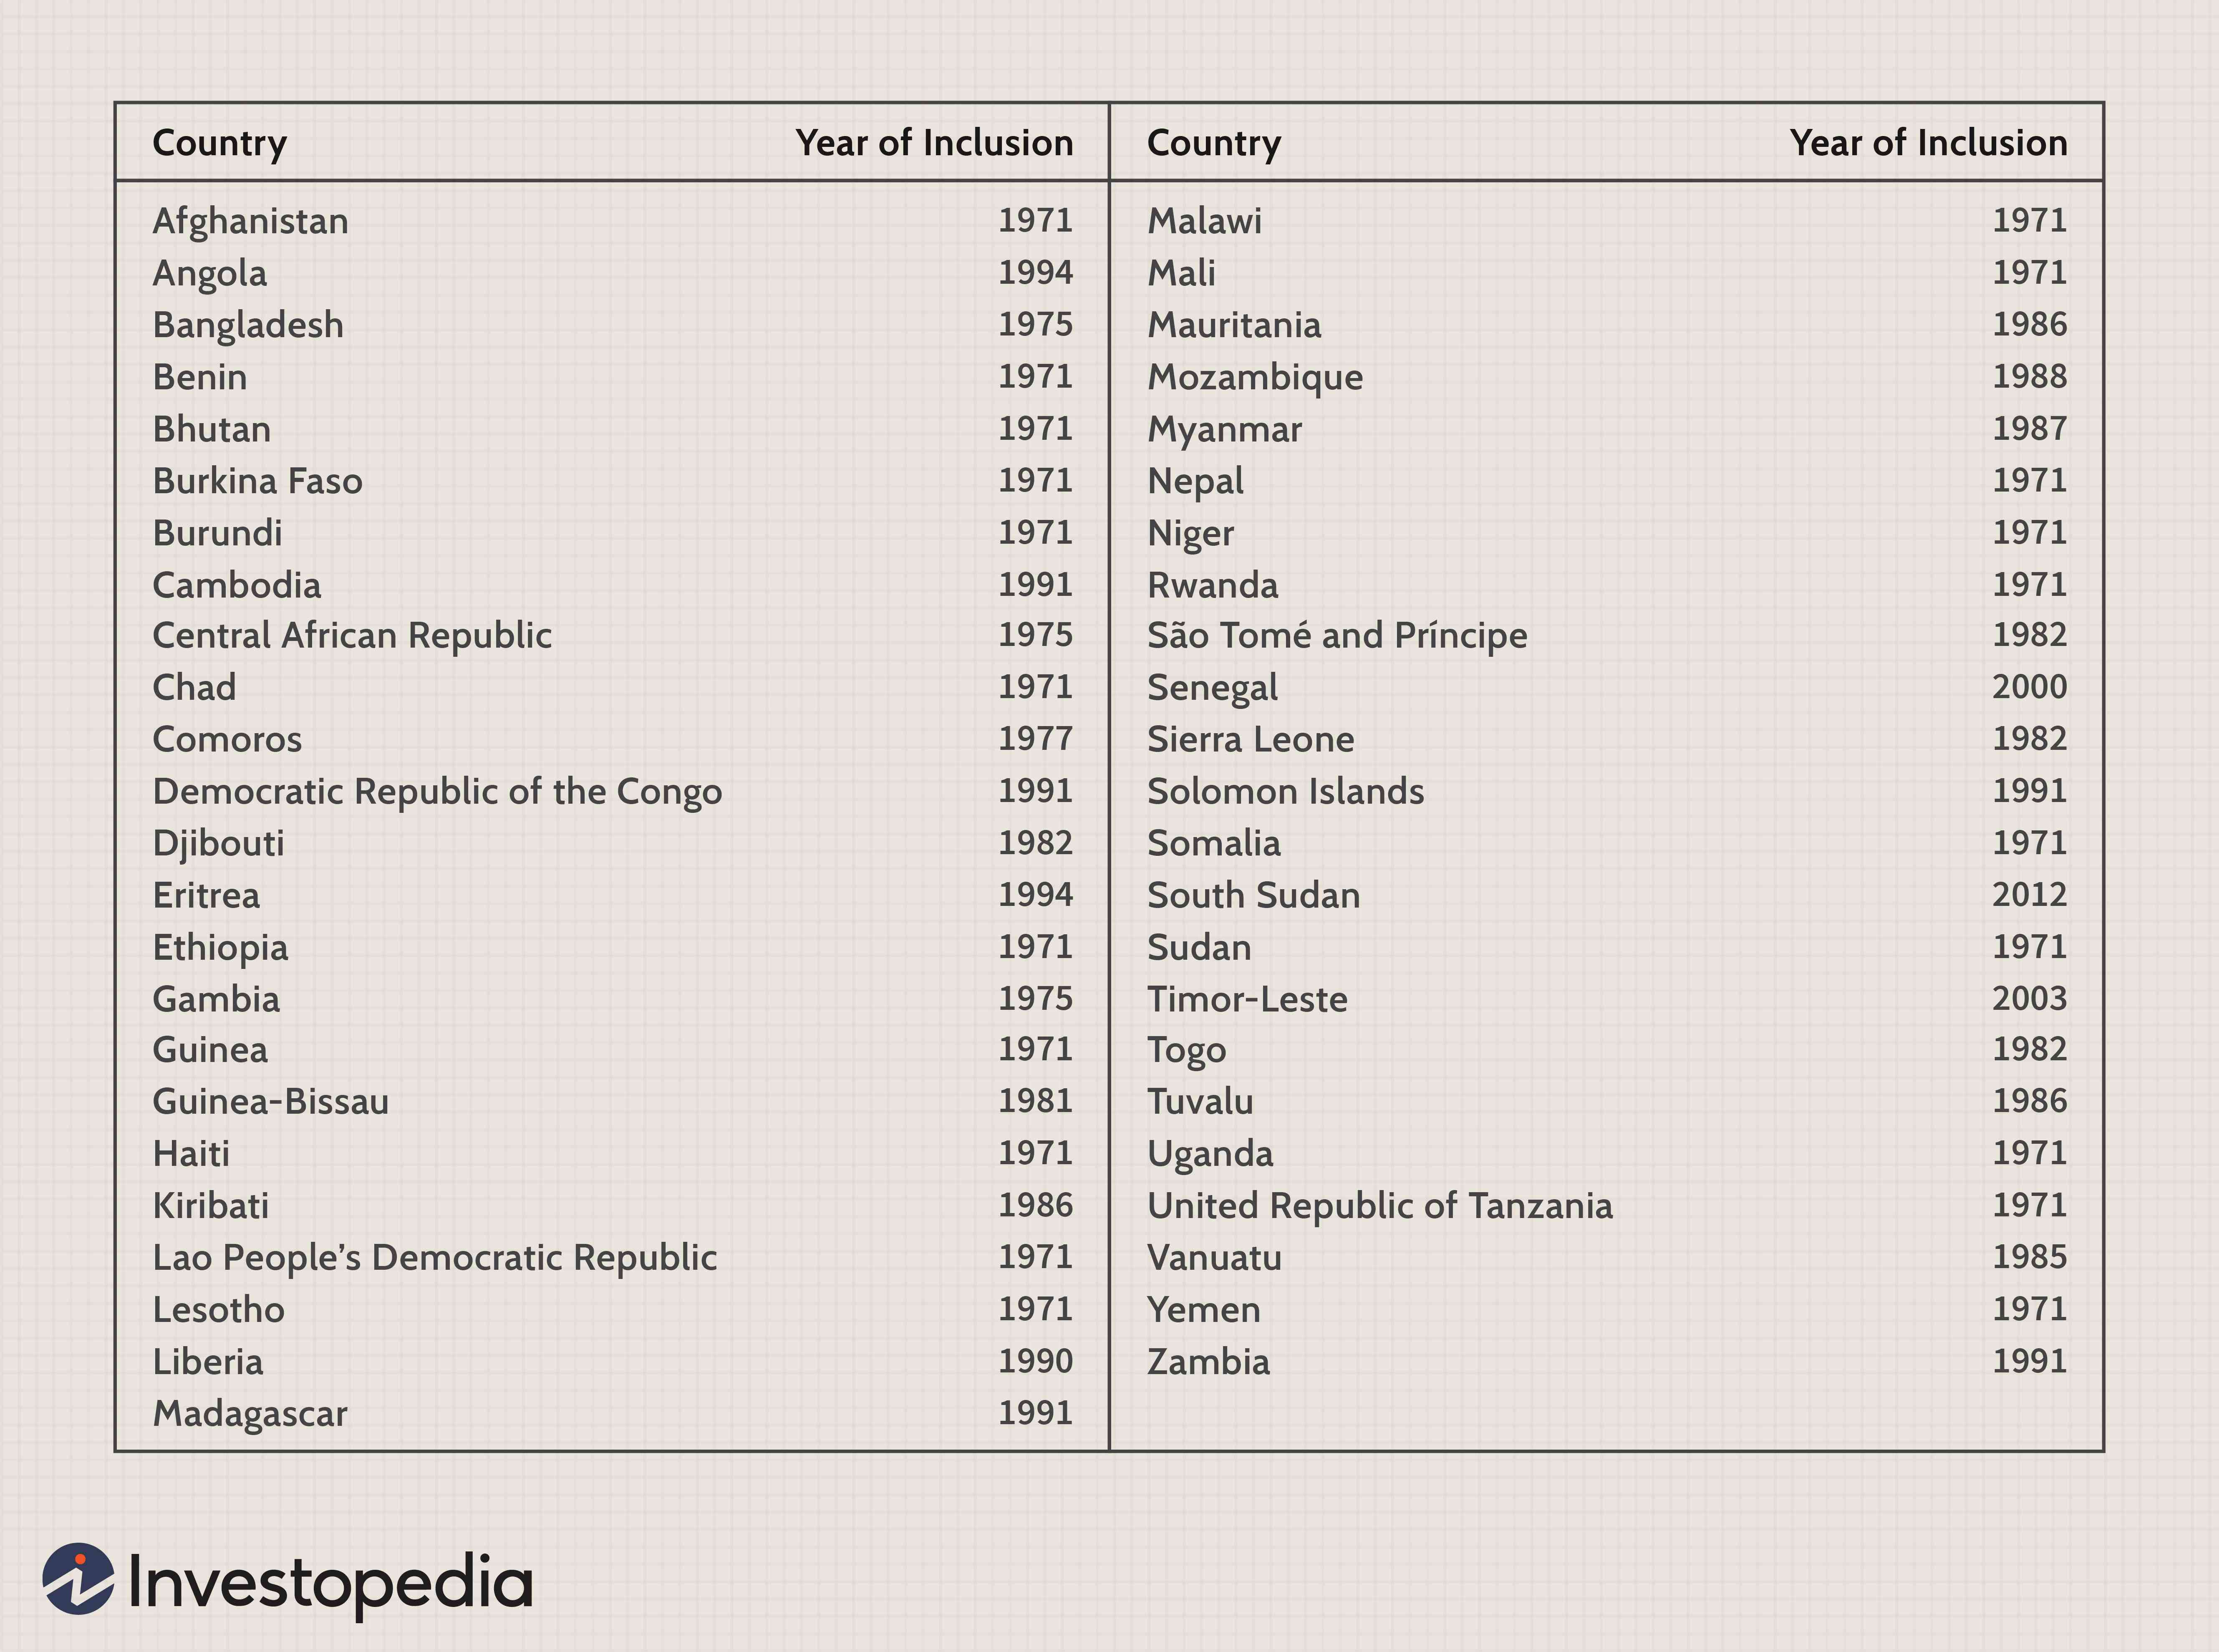 Country Year of Inclusion Country Year of Inclusion
Afghanistan 1971 Malawi 1971
Angola 1994 Mali 1971
Bangladesh 1975 Mauritania 1986
Benin 1971 Mozambique 1988
Bhutan 1971 Myanmar 1987
Burkina Faso 1971 Nepal 1971
Burundi 1971 Niger 1971
Cambodia 1991 Rwanda 1971
Central African Republic 1975 São Tomé and Príncipe 1982
Chad 1971 Senegal 2000
Comoros 1977 Sierra Leone 1982
Democratic Republic of the Congo 1991 Solomon Islands 1991
Djibouti 1982 Somalia 1971
Eritrea 1994 South Sudan 2012
Ethiopia 1971 Sudan 1971
Gambia 1975 Timor-Leste 2003
Guinea 1971 Togo 1982
Guinea-Bissau 1981 Tuvalu 1986
Haiti 1971 Uganda 1971
Kiribati 1986 United Republic of Tanzania 1971
Lao People’s Democratic Republic 1971 Vanuatu 1985
Lesotho 1971 Yemen 1971
Liberia 1990 Zambia 1991
Madagascar 1991
Investopedia